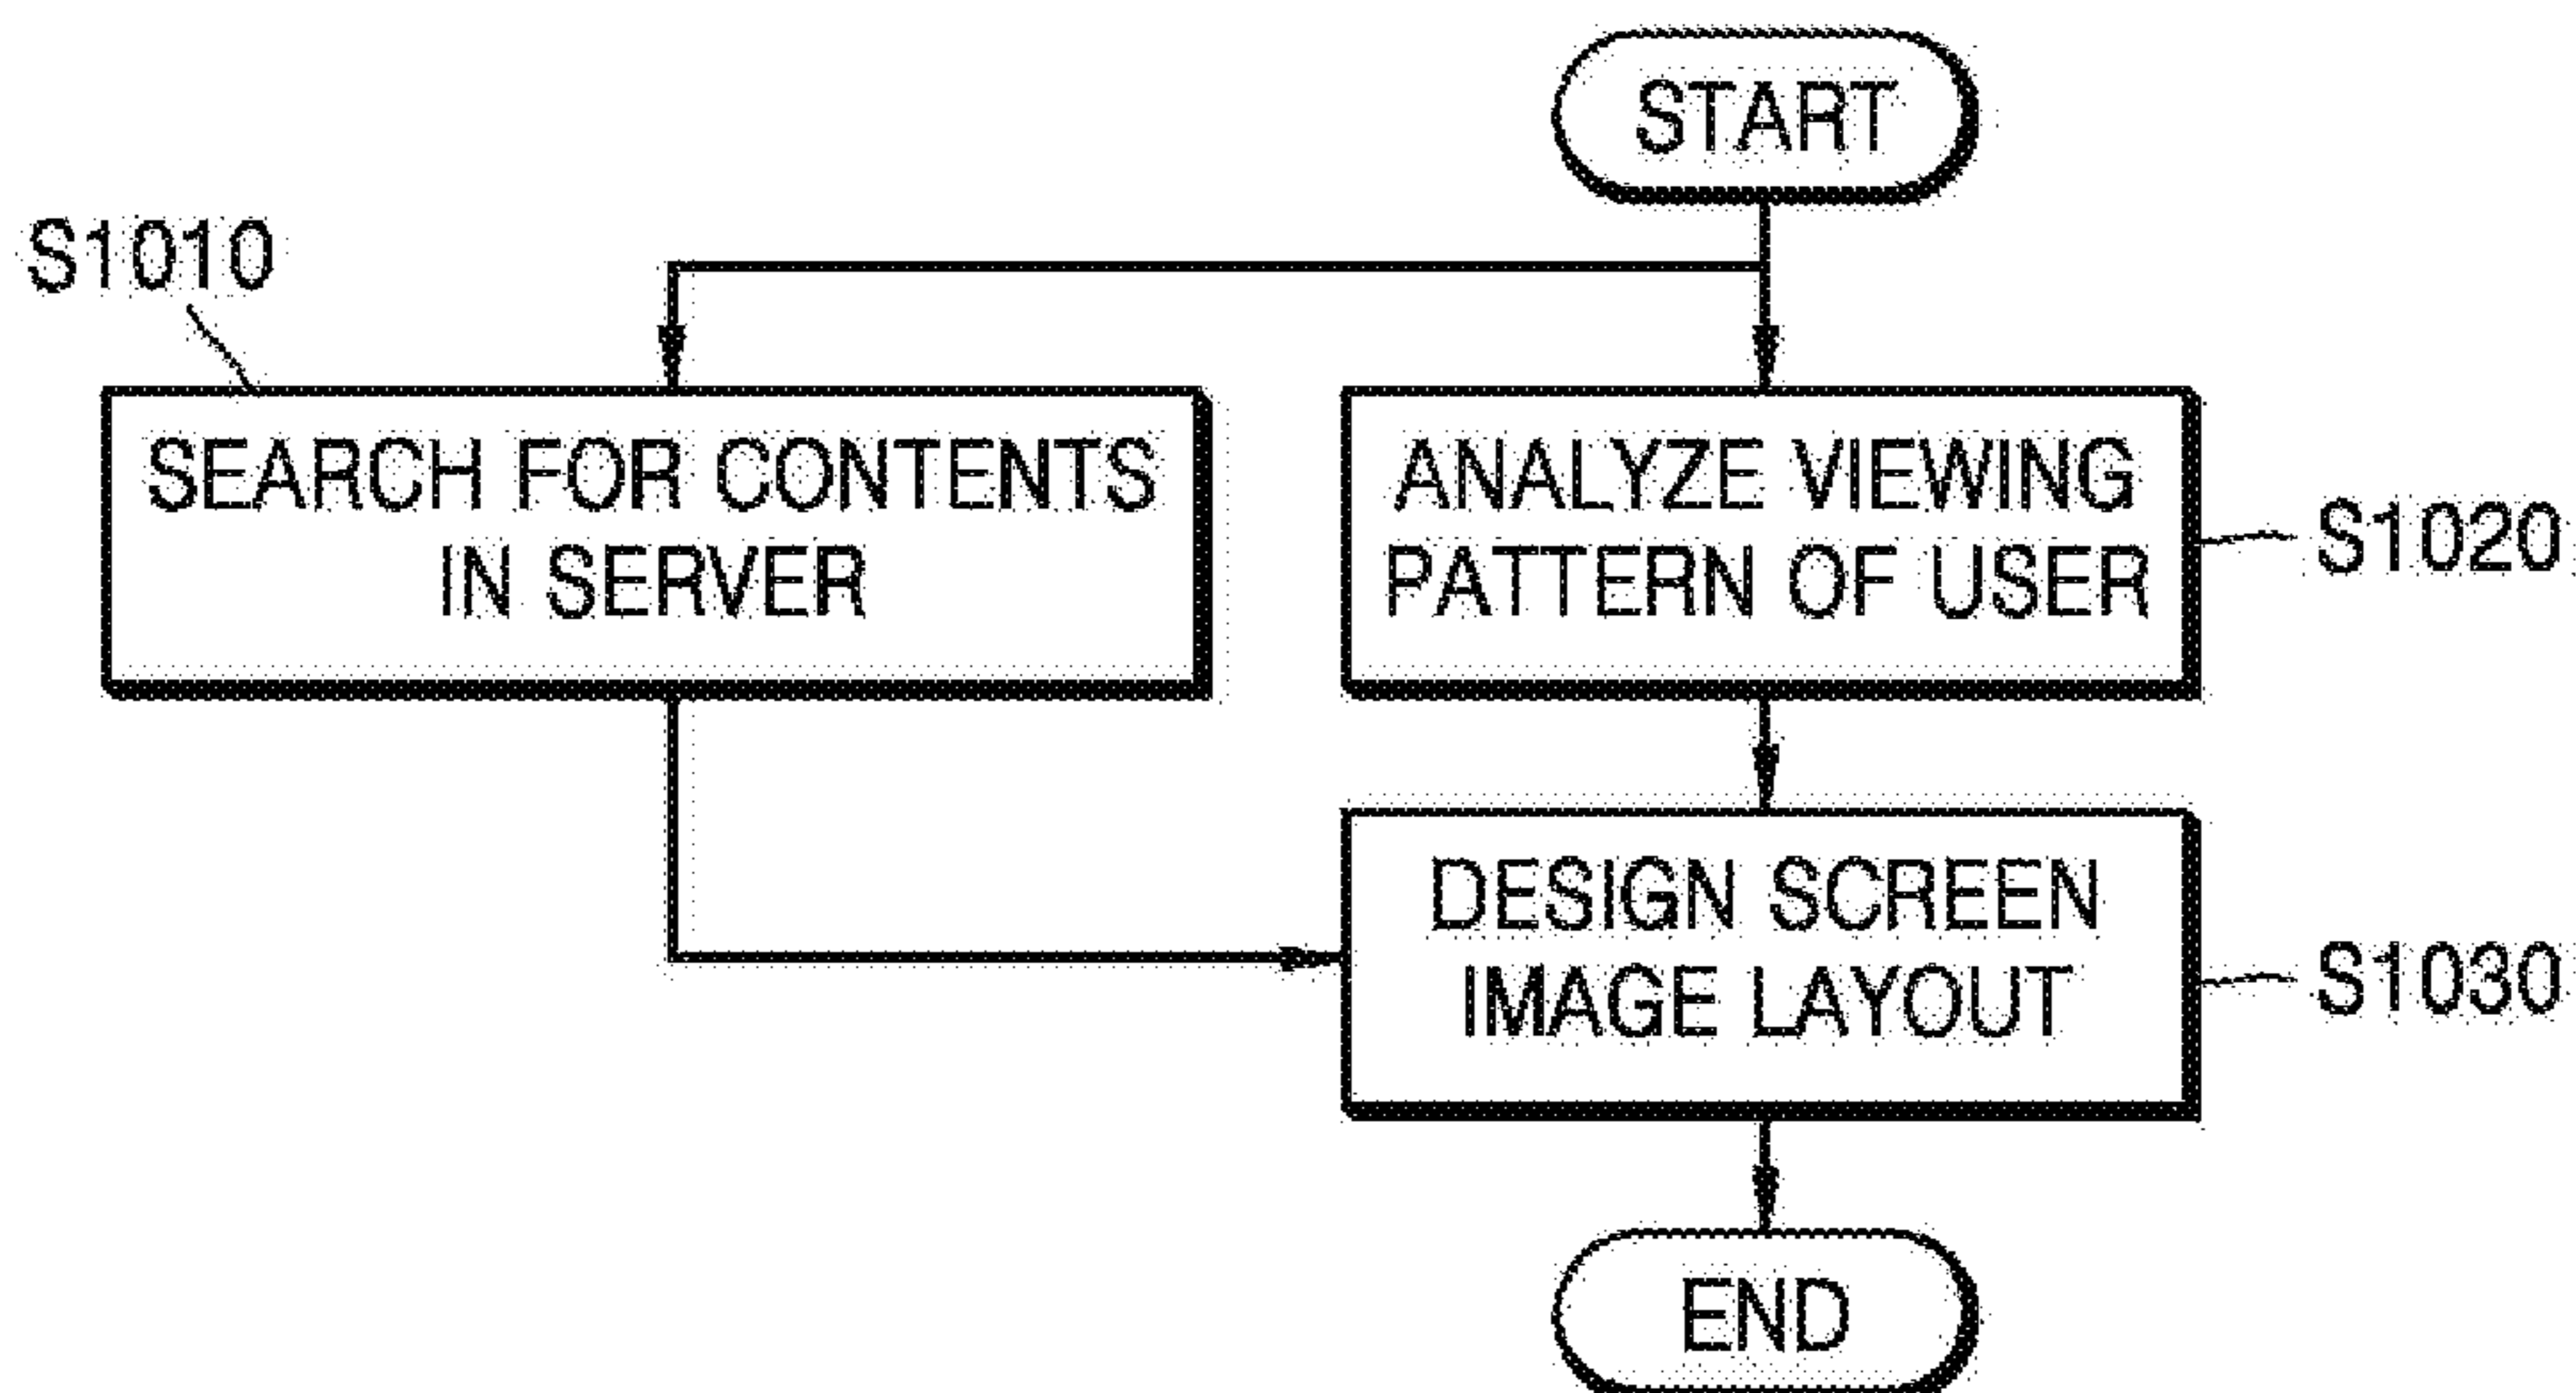 START
S1010
SEARCH FOR CONTENTS
IN SERVER
ANALYZE VIEWING
PATTERN OF USER
S1020
DESIGN SCREEN
IMAGE LAYOUT
S1030
END